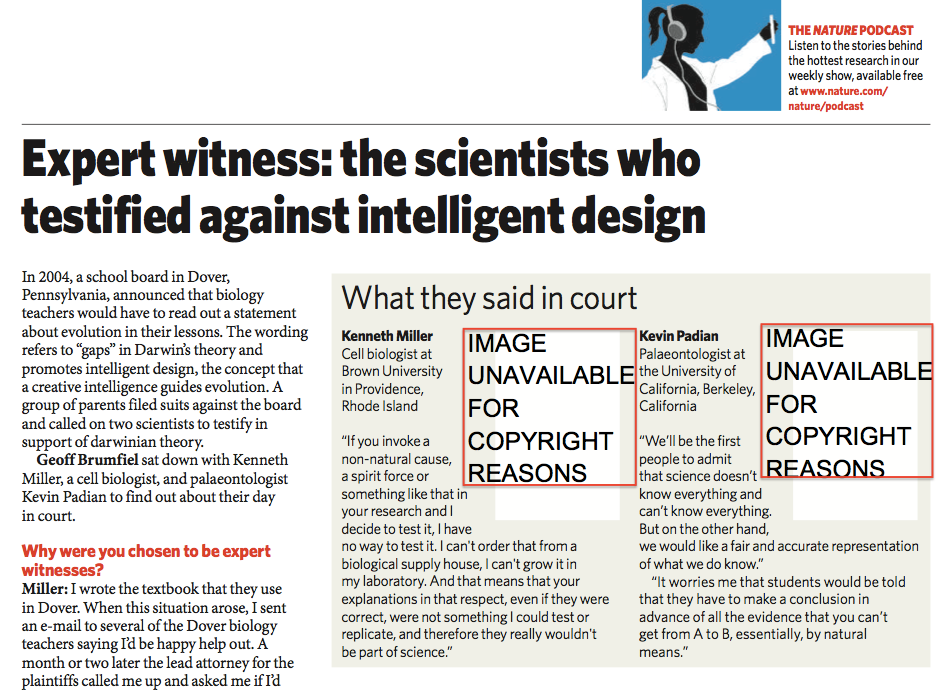 THE NATURE PODCAST
Listen to the stories behind
the hottest research in our
weekly show, available free
at www.nature.com/
nature/podcast
Expert witness: the scientists who
testified against intelligent design
In 2004, a school board in Dover,
Pennsylvania, announced that biology
teachers would have to read out a statement
about evolution in their lessons. The wording
refers to “gaps” in Darwin’s theory and
promotes intelligent design, the concept that
a creative intelligence guides evolution. A
group of parents filed suits against the board
and called on two scientists to testify in
support of darwinian theory.
Geoff Brumfiel sat down with Kenneth
Miller, a cell biologist, and palaeontologist
Kevin Padian to find out about their day
in court.
Why were you chosen to be expert
witnesses?
Miller: I wrote the textbook that they use
in Dover. When this situation arose, I sent
an e-mail to several of the Dover biology
teachers saying I’d be happy help out. A
month or two later the lead attorney for the
plaintiffs called me up and asked me if I’d
What they said in court
Kenneth Miller
Cell biologist at
Brown University
in Providence,
Rhode Island
IMAGE
UNAVAILABLE
FOR
COPYRIGHT
REASONS
“If you invoke a
non-natural cause,
a spirit force or
something like that in
your research and I
decide to test it, I have
no way to test it. I can't order that from a
biological supply house, I can't grow it in
my laboratory. And that means that your
explanations in that respect, even if they were
correct, were not something I could test or
replicate, and therefore they really wouldn't
be part of science.”
Kevin Padian
Palaeontologist at
the University of
California, Berkeley,
California
IMAGE
UNAVAILABLE
FOR
COPYRIGHT
REASONS
“We’ll be the first
people to admit
that science doesn’t
know everything and
can’t know everything.
But on the other hand,
we would like a fair and accurate representation
of what we do know.”
“It worries me that students would be told
that they have to make a conclusion in
advance of all the evidence that you can’t
get from A to B, essentially, by natural
means.”